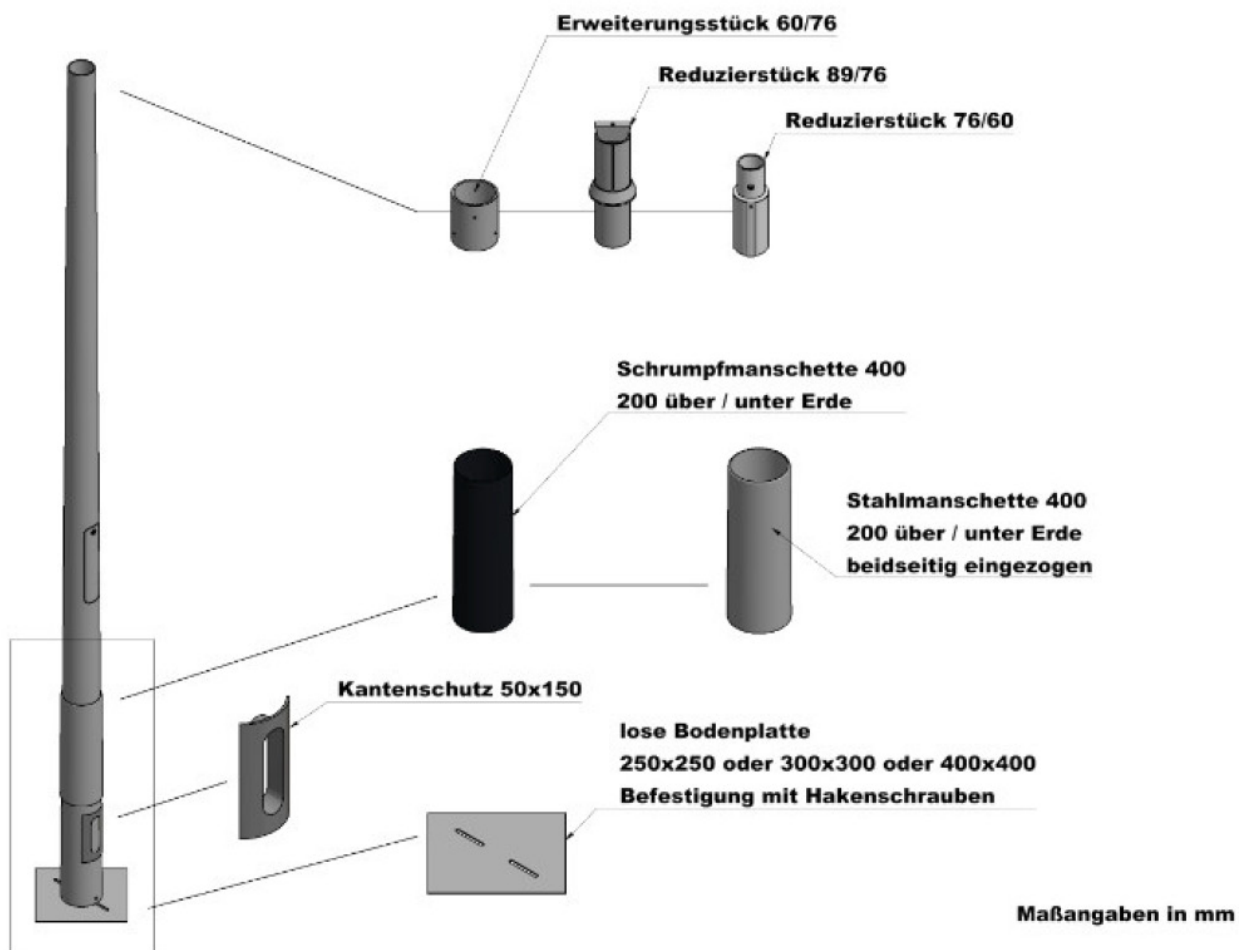 Erweiterungsstück 60/76
Reduzierstück 89/76
Reduzierstück 76/60
Schrumpfmanschette 400
200 über / unter Erde
Stahlmanschette 400
200 über / unter Erde
beidseitig eingezogen
Kantenschutz 50x150
lose Bodenplatte
250x250 oder 300x300 oder 400x400
Befestigung mit Hakenschrauben
Maßangaben in mm